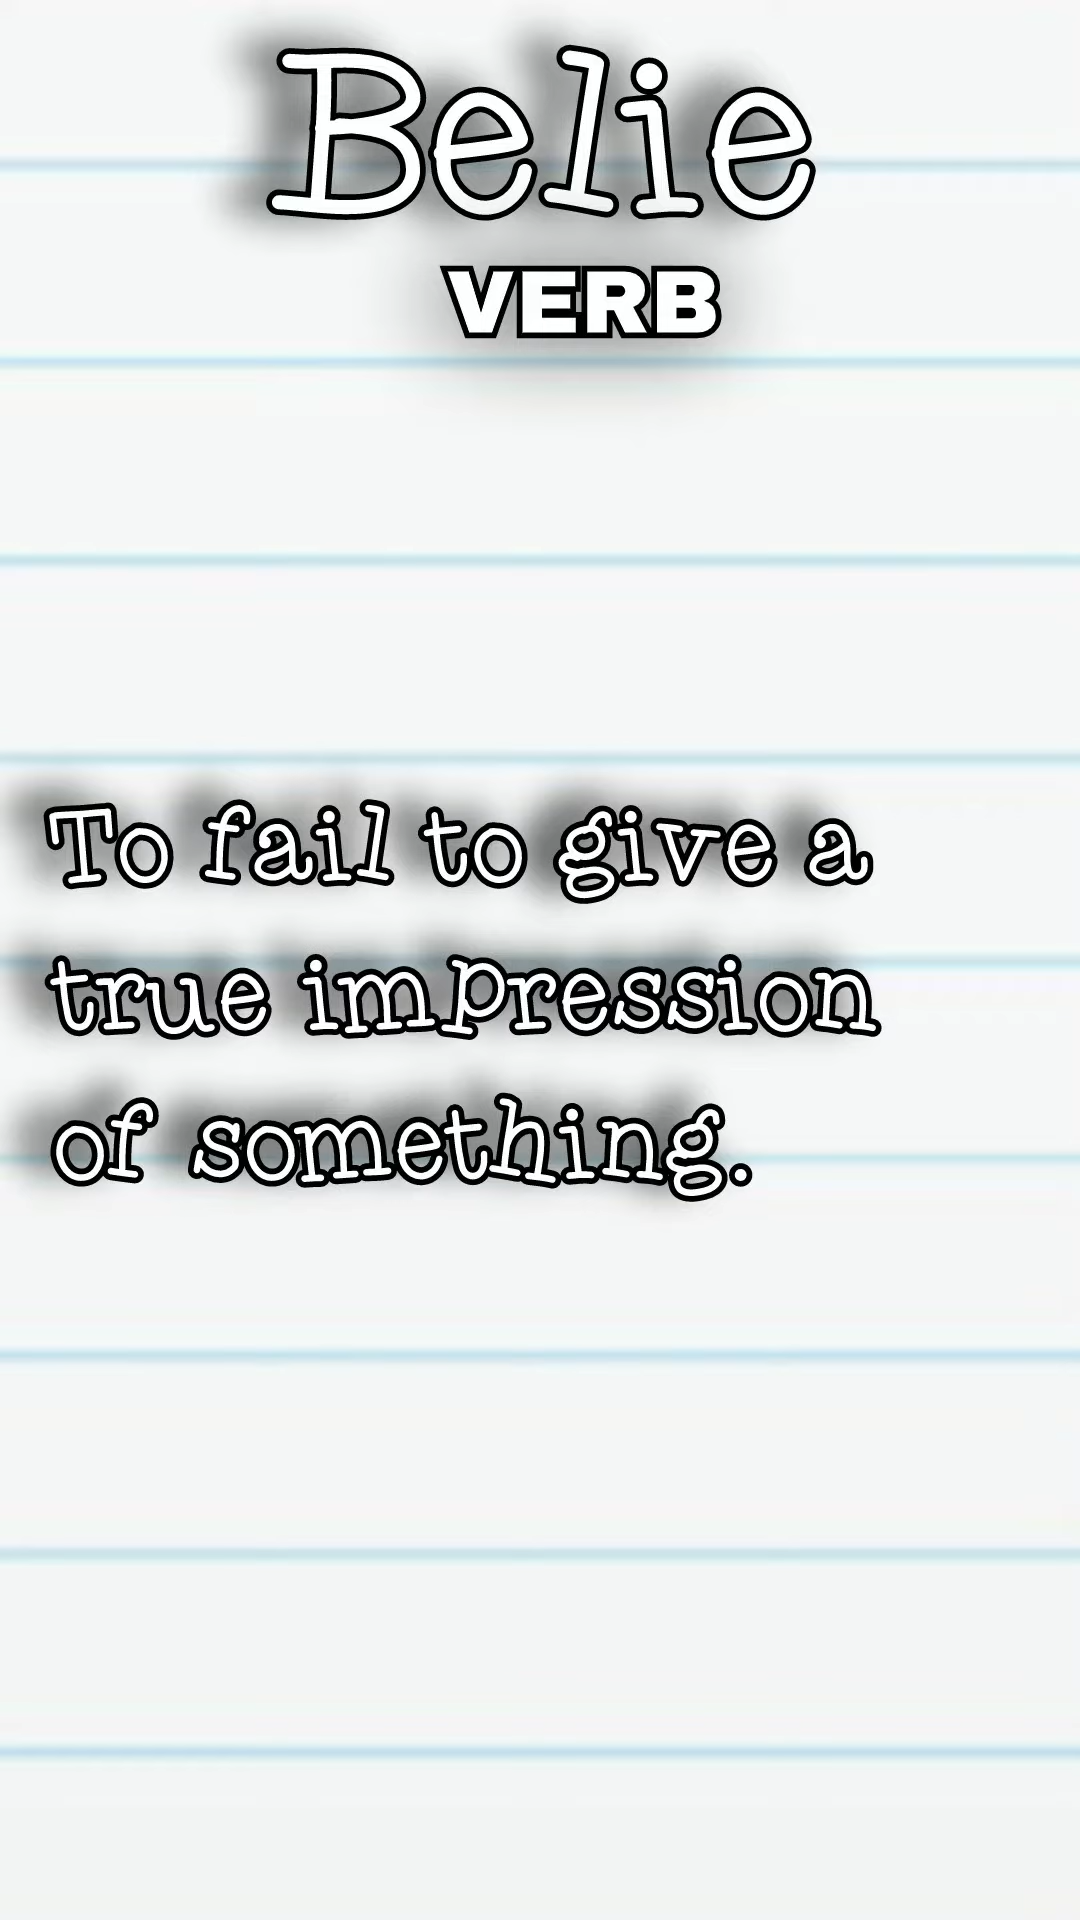 Belie
VERB
To fail to give a
true impression
of something.